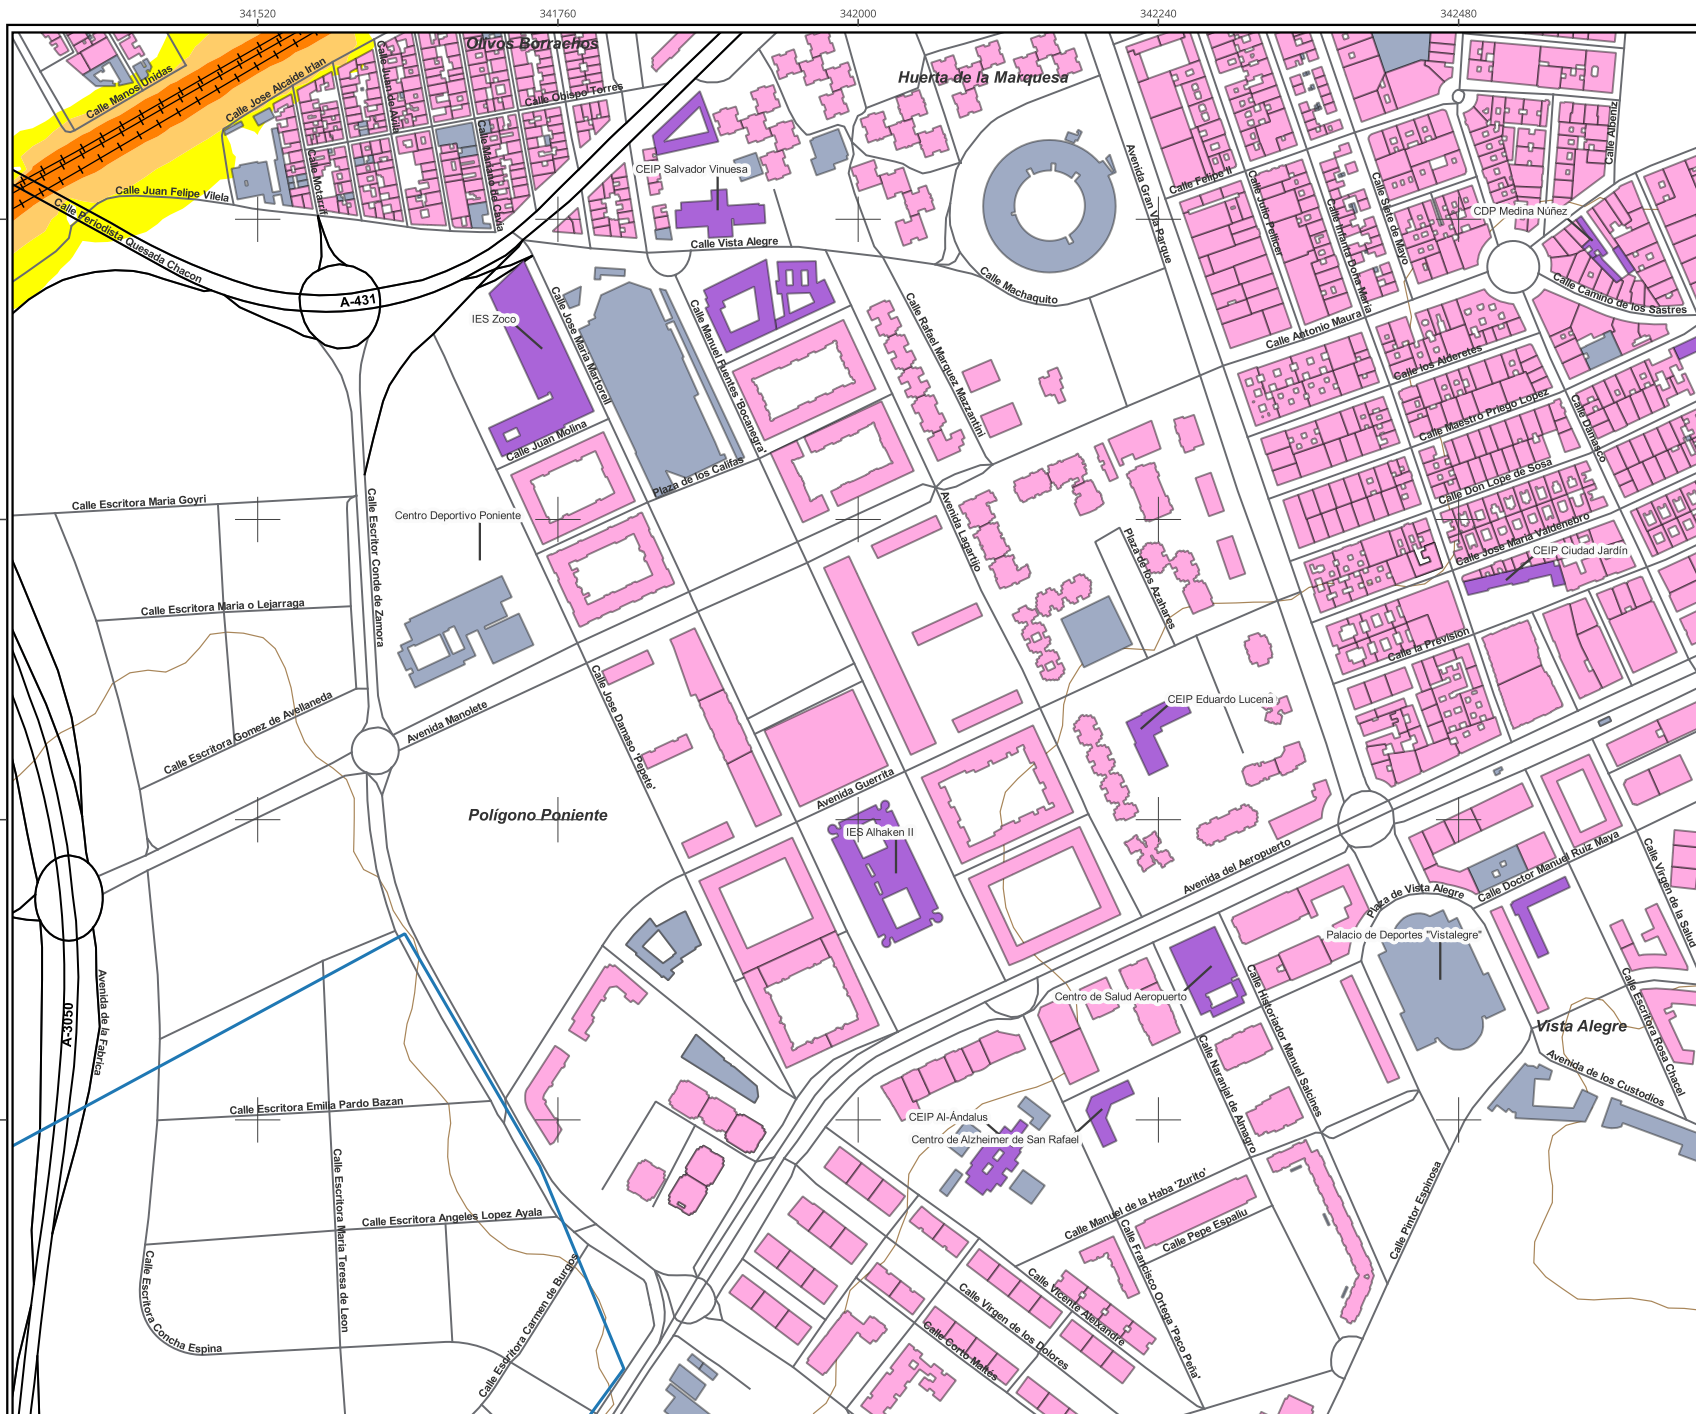 341520
341760
342000
342240
342480
Olivos Borrachos
Huerta de la Marquesa
Calle Manos Unidas
Calle Jose Alcaide Irlan
Calle Juan de Avila
Calle Obispo Torres
Calle Mariano de Cavia
Calle Motrarife
Calle Juan Felipe Vilela
Calle Periodista Quesada Chacon
A-431
CEIP Salvador Vinuesa
Calle Vista Alegre
Calle Machaquito
Avenida Gran Vía Parque
Calle Felipe II
Calle Julio Pellicer
Calle Infanta Doña María
Calle Siete de Mayo
Calle Albeniz
CDP Medina Núñez
Calle Camino de los Sastres
Calle Antonio Maura
Calle los Alderetes
Calle Maestro Priego Lopez
Calle Damasco
Calle Don Lope de Sosa
Calle Jose Maria Valdenebro
CEIP Ciudad Jardín
Calle la Prevision
IES Zoco
Calle Jose Maria Martorell
Calle Manuel Fuentes 'Bocanegra'
Calle Rafael Marquez Mazzantini
Calle Juan Molina
Plaza de los Califas
Avenida Lagartijo
Plaza de los Azahares
Calle Escritora Maria Goyri
Calle Escritor Conde de Zamora
Centro Deportivo Poniente
Calle Escritora Maria o Lejarraga
Calle Escritora Gomez de Avellaneda
Avenida Manolete
Calle Jose Damaso 'Pepete'
CEIP Eduardo Lucena
Avenida Guerrita
Polígono Poniente
IES Alhaken II
Avenida del Aeropuerto
Plaza de Vista Alegre
Calle Doctor Manuel Ruiz Maya
Calle Virgen de la Salud
Palacio de Deportes "Vistalegre"
Centro de Salud Aeropuerto
Calle Historiador Manuel Salcines
Calle Naranjal de Almagro
Vista Alegre
Calle Escritora Rosa Chacel
Avenida de los Custodios
A-3050
Avenida de la Fabrica
Calle Escritora Emilia Pardo Bazan
CEIP Al-Ándalus
Centro de Alzheimer de San Rafael
Calle Manuel de la Haba 'Zurito'
Calle Pepe Espaliu
Calle Pintor Espinosa
Calle Escritora Maria Teresa de Leon
Calle Escritora Angeles Lopez Ayala
Calle Escritora Concha Espina
Calle Escritora Carmen de Burgos
Calle Francisco Ortega 'Paco Peña'
Calle Vicente Aleixandre
Calle Virgen de los Dolores
Calle Corto Maltés